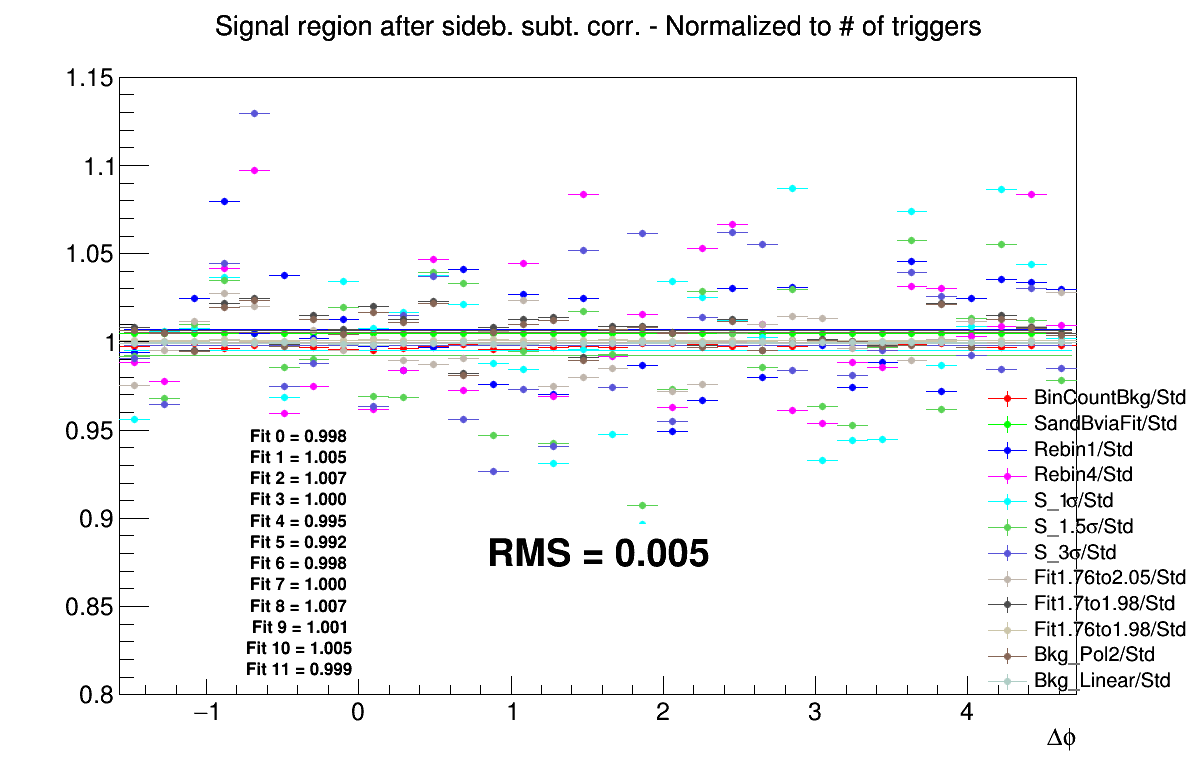 Signal region after sideb. subt. corr. - Normalized to # of triggers
1.15
1.1
1.05
1
0.95
0.9
0.85
0.8
−1
0
1
2
3
4
Δϕ
Fit 0 = 0.998
Fit 1 = 1.005
Fit 2 = 1.007
Fit 3 = 1.000
Fit 4 = 0.995
Fit 5 = 0.992
Fit 6 = 0.998
Fit 7 = 1.000
Fit 8 = 1.007
Fit 9 = 1.001
Fit 10 = 1.005
Fit 11 = 0.999
RMS = 0.005
BinCountBkg/Std
SandBviaFit/Std
Rebin1/Std
Rebin4/Std
S_1σ/Std
S_1.5σ/Std
S_3σ/Std
Fit1.76to2.05/Std
Fit1.7to1.98/Std
Fit1.76to1.98/Std
Bkg_Pol2/Std
Bkg_Linear/Std